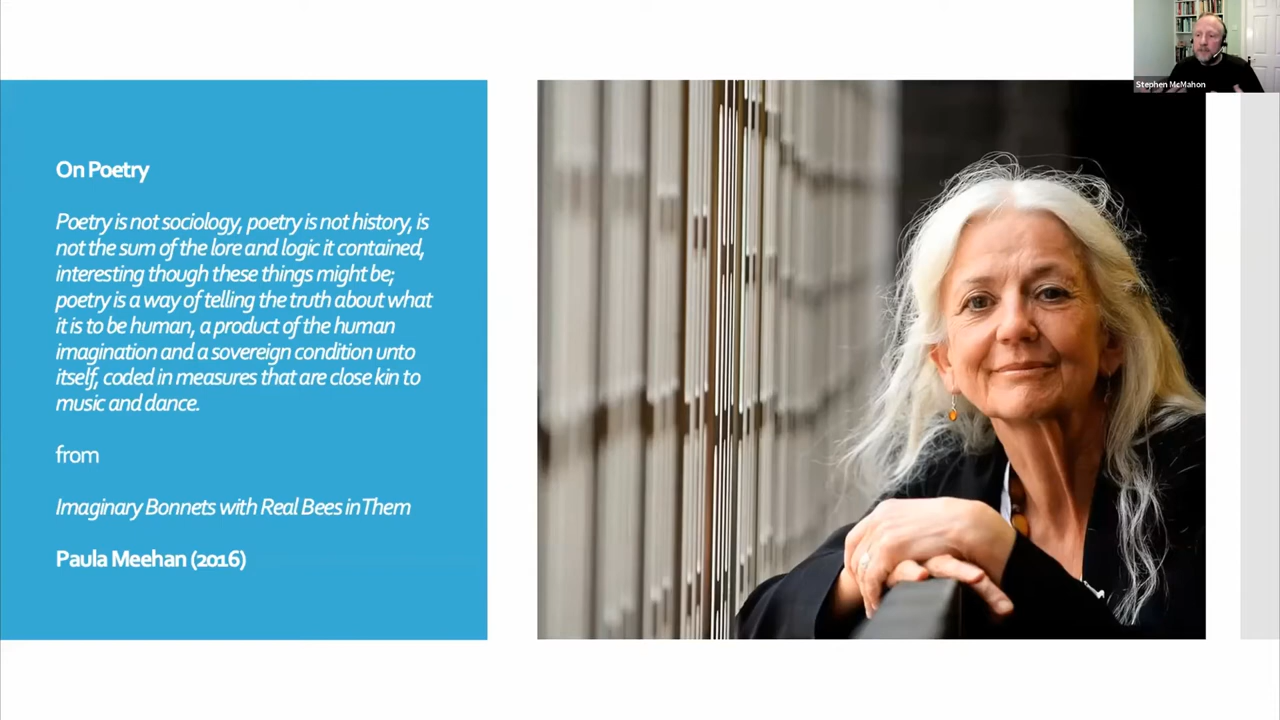 Stephen McMahon
On Poetry
Poetry is not sociology, poetry is not history, is
not the sum of the lore and logic it contained,
interesting though these things might be;
poetry is a way of telling the truth about what
it is to be human, a product of the human
imagination and a sovereign condition unto
itself, coded in measures that are close kin to
music and dance.
from
Imaginary Bonnets with Real Bees in Them
Paula Meehan (2016)